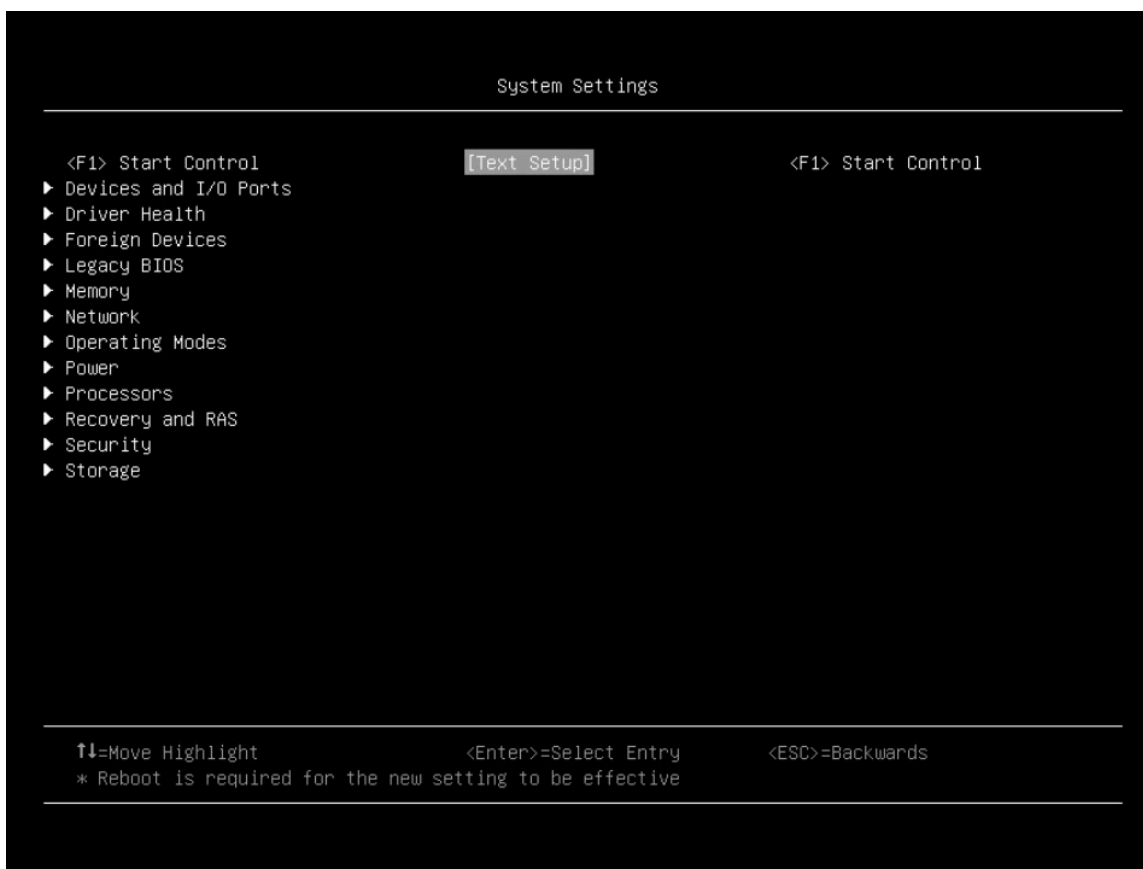 System Settings
<F1> Start Control [Text Setup] <F1> Start Control
Devices and I/O Ports
Driver Health
Foreign Devices
Legacy BIOS
Memory
Network
Operating Modes
Power
Processors
Recovery and RAS
Security
Storage
↑↓=Move Highlight <Enter>=Select Entry <ESC>=Backwards
* Reboot is required for the new setting to be effective